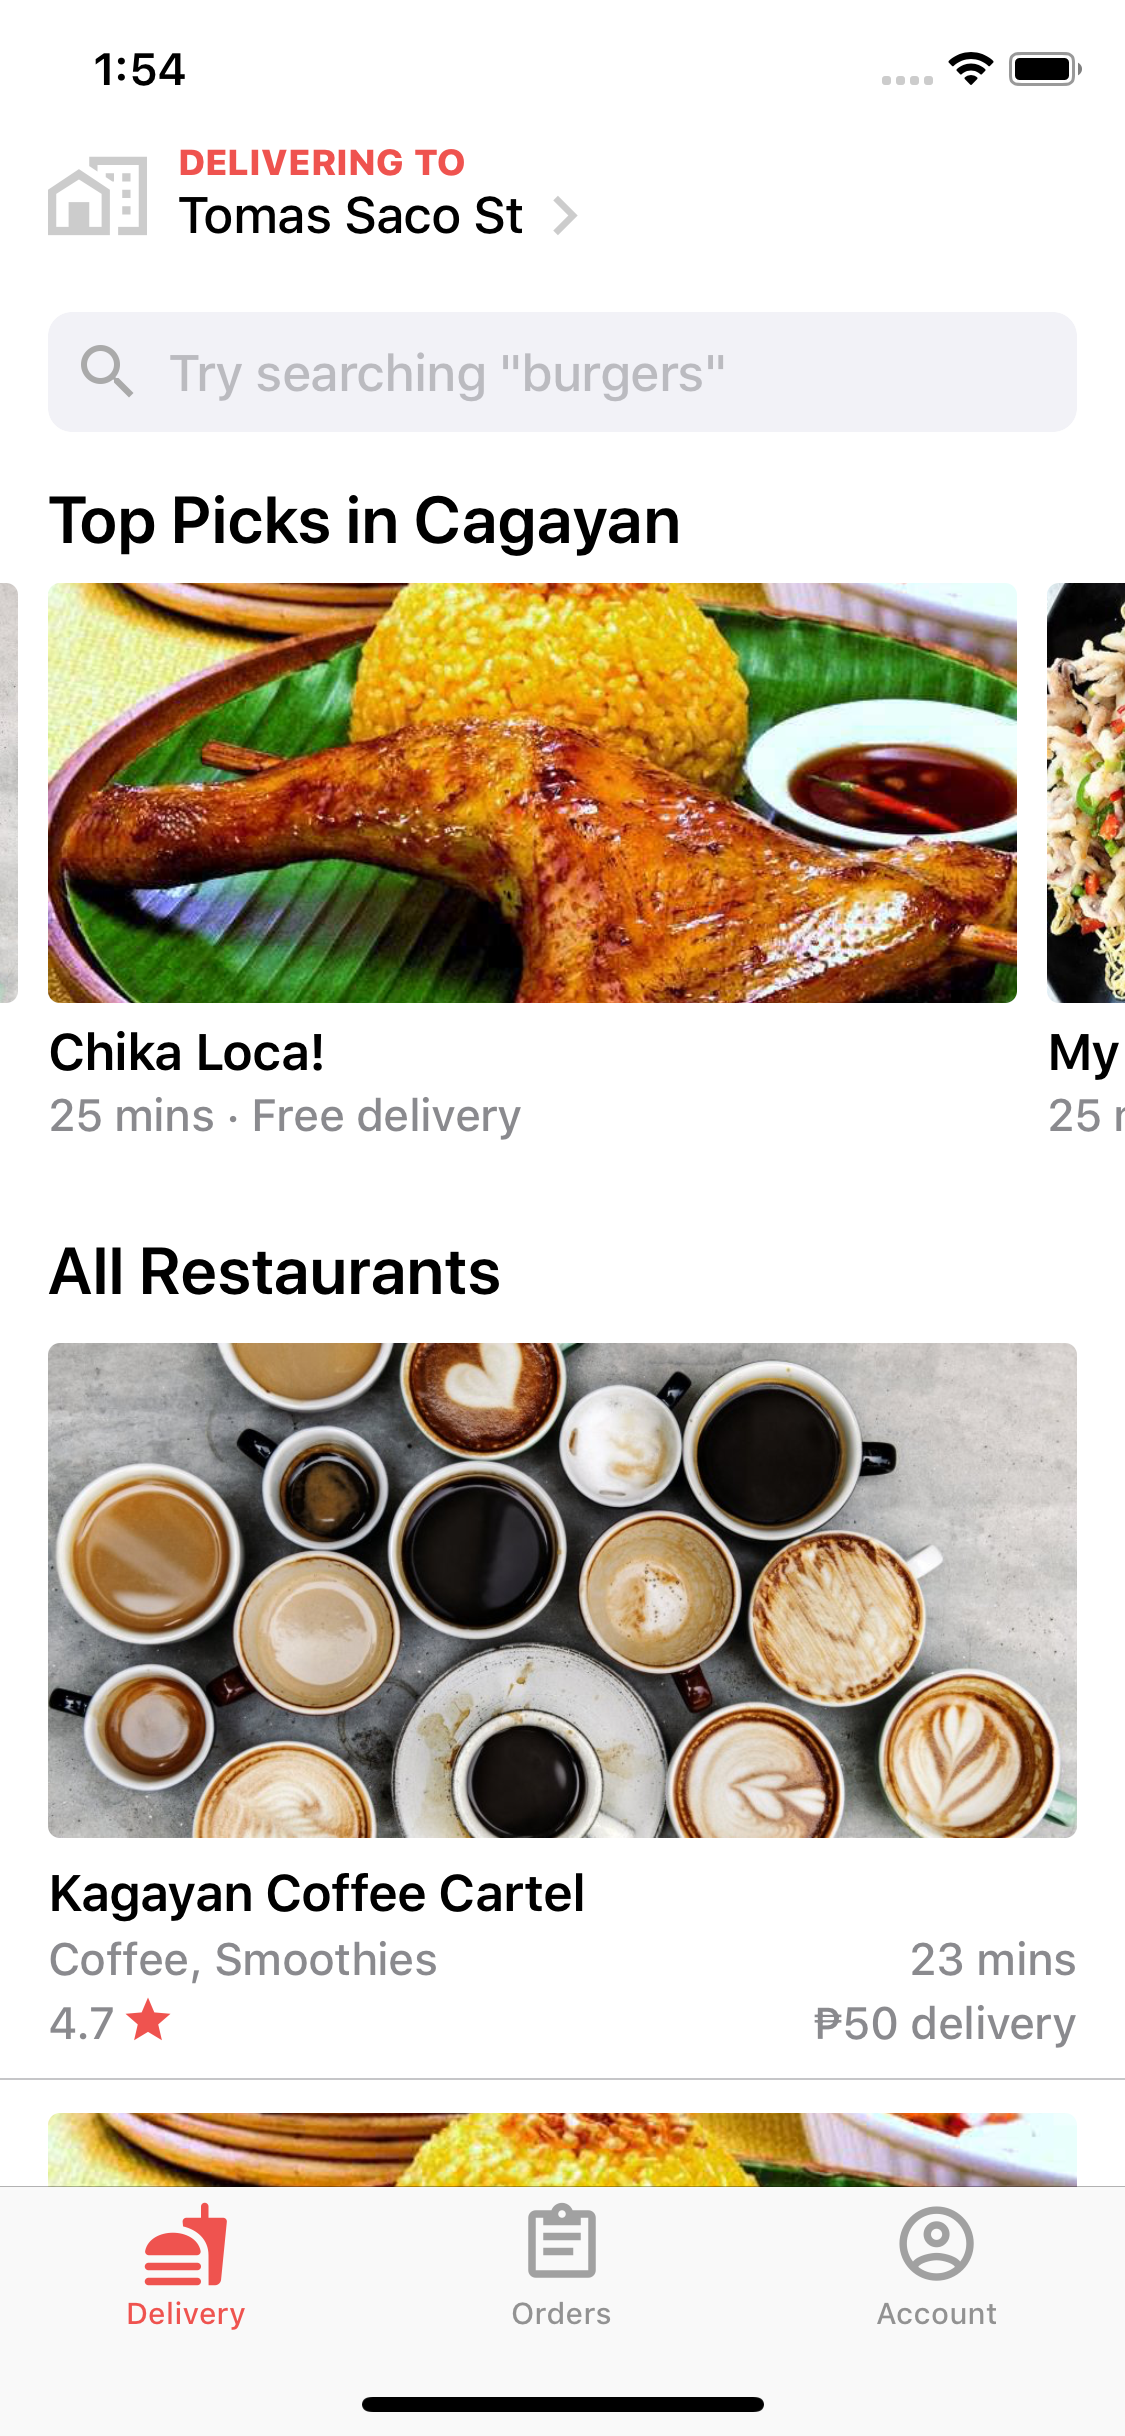 1:54
DELIVERING TO
Tomas Saco St
Try searching "burgers"
Top Picks in Cagayan
Chika Loca!
My
25 mins · Free delivery
25
All Restaurants
Kagayan Coffee Cartel
Coffee, Smoothies
23 mins
4.7
₱50 delivery
Delivery
Orders
Account